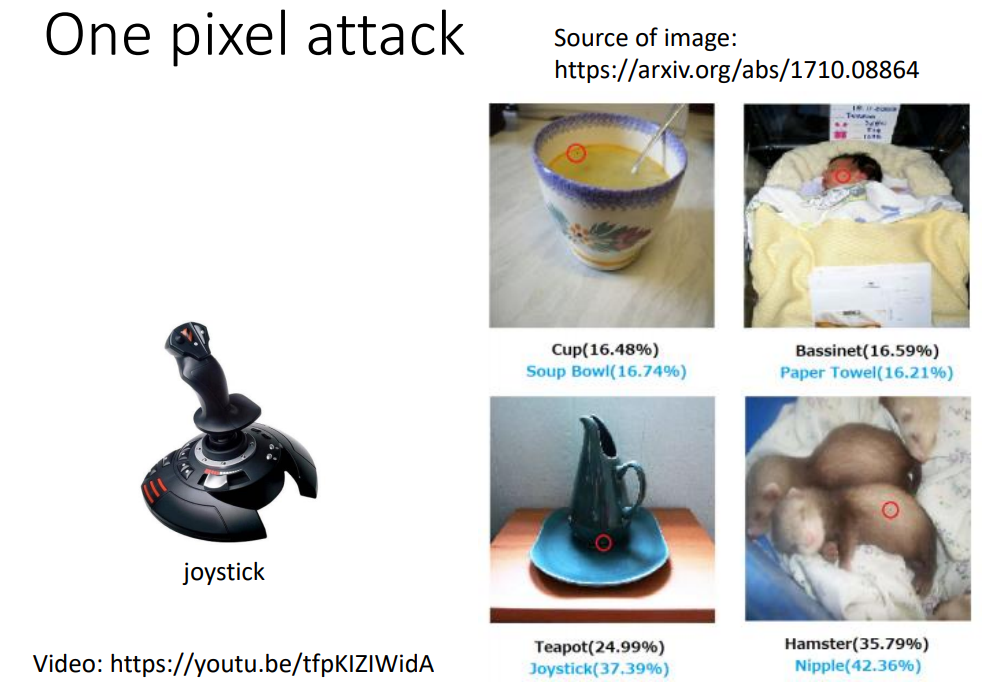 One pixel attack
Source of image:
https://arxiv.org/abs/1710.08864
Cup(16.48%)
Soup Bowl(16.74%)
Bassinet(16.59%)
Paper Towel(16.21%)
joystick
Teapot(24.99%)
Joystick(37.39%)
Hamster(35.79%)
Nipple(42.36%)
Video: https://youtu.be/tfpKIZIWidA